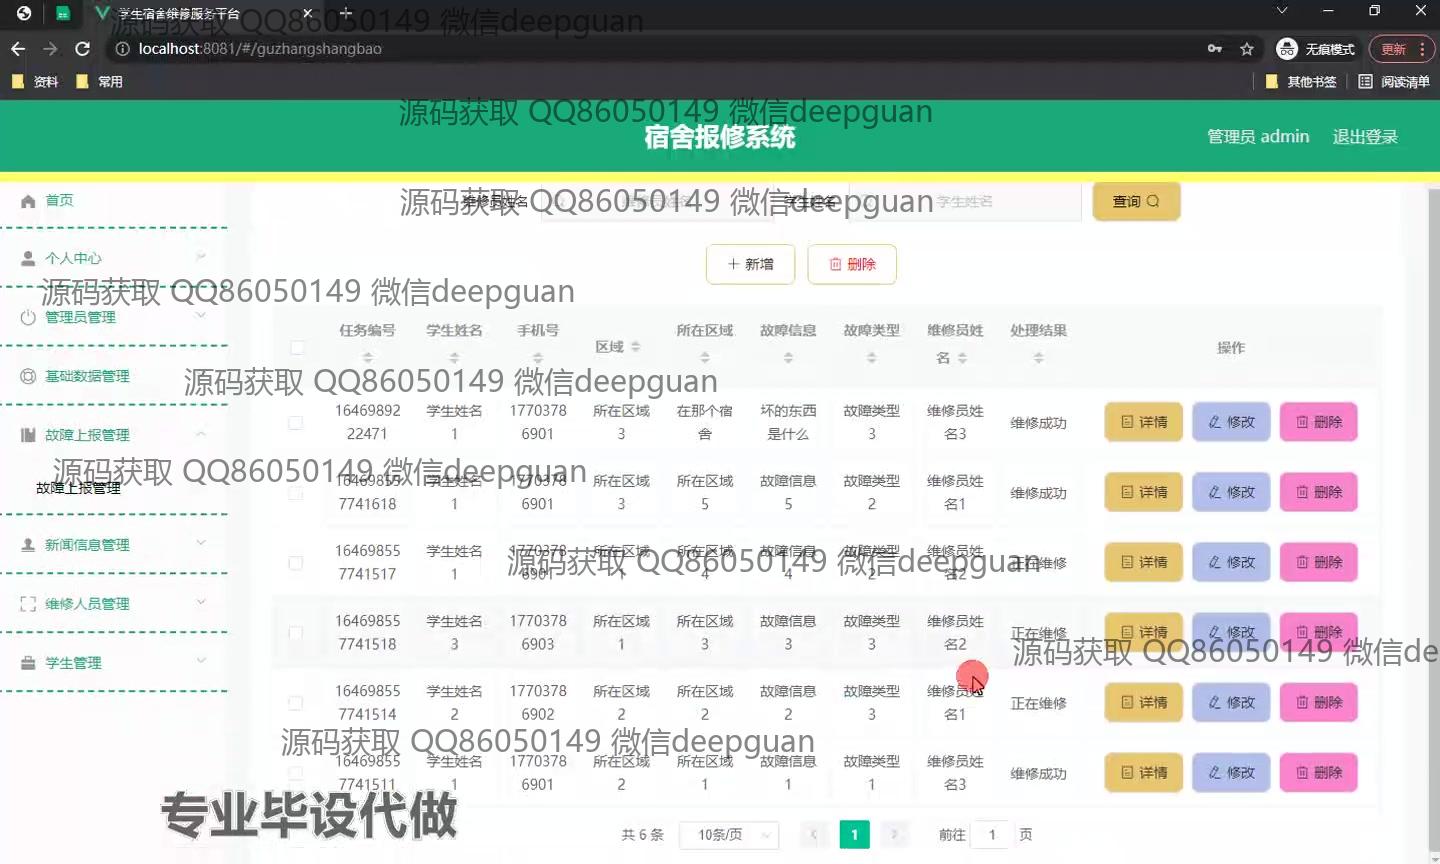 学生宿舍维修服务平台
源码获取 QQ86050149 微信deepguan
localhost:8081/#/guzhangshangbao
无痕模式
更新
资料
常用
其他书签
阅读清单
源码获取 QQ86050149 微信deepguan
宿舍报修系统
管理员 admin
退出登录
源码获取 QQ86050149 微信deepguan
维修员姓名
学生姓名
学生姓名
查询
首页
个人中心
管理员管理
基础数据管理
故障上报管理
故障上报管理
新闻信息管理
维修人员管理
学生管理
源码获取 QQ86050149 微信deepguan
新增
删除
任务编号 学生姓名 手机号 区域 所在区域 故障信息 故障类型 维修员姓名 处理结果 操作
源码获取 QQ86050149 微信deepguan
16469892 学生姓名 1770378 所在区域 在那个宿 坏的东西 故障类型 维修员姓 维修成功 详情 修改 删除
22471 1 6901 3 舍 是什么 3 名3
源码获取 QQ86050149 微信deepguan
16469855 学生姓名 1770378 所在区域 所在区域 故障信息 故障类型 维修员姓 维修成功 详情 修改 删除
7741618 1 6901 3 5 5 2 名1
16469855 学生姓名 1770378 所在区域 所在区域 故障信息 故障类型 维修员姓 正在维修 详情 修改 删除
7741517 1 6901 1 4 4 2 名2
源码获取 QQ86050149 微信deepguan
16469855 学生姓名 1770378 所在区域 所在区域 故障信息 故障类型 维修员姓 正在维修 详情 修改 删除
7741518 3 6903 1 3 3 3 名2
源码获取 QQ86050149 微信de
16469855 学生姓名 1770378 所在区域 所在区域 故障信息 故障类型 维修员姓 正在维修 详情 修改 删除
7741514 2 6902 2 2 2 3 名1
源码获取 QQ86050149 微信deepguan
16469855 学生姓名 1770378 所在区域 所在区域 故障信息 故障类型 维修员姓 维修成功 详情 修改 删除
7741511 1 6901 2 1 1 1 名3
专业毕设代做
共 6 条 10条/页 1 前往 1 页